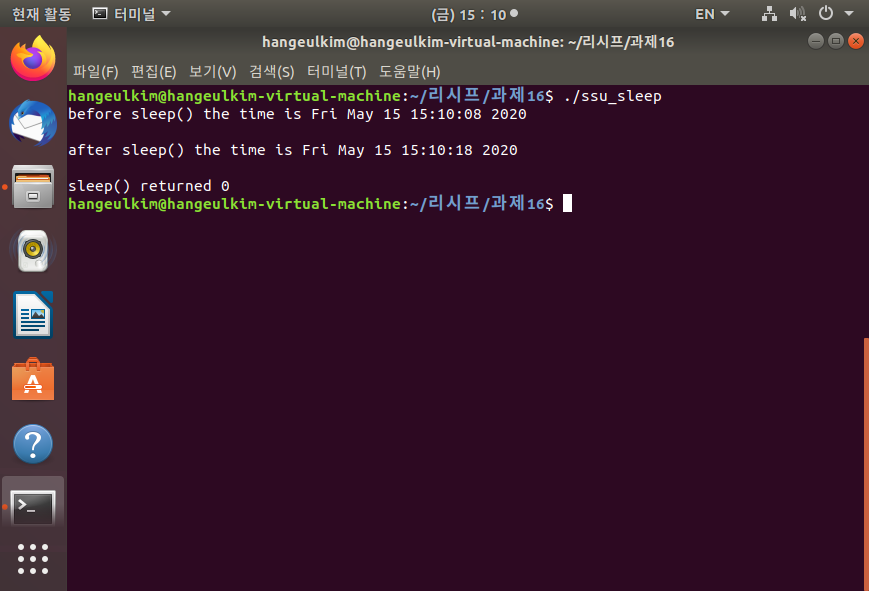 현재 활동 터미널 (금) 15 : 10 EN
hangeulkim@hangeulkim-virtual-machine: ~/리시프/과제16
파일(F) 편집(E) 보기(V) 검색(S) 터미널(T) 도움말(H)
hangeulkim@hangeulkim-virtual-machine:~/리시프/과제16$ ./ssu_sleep
before sleep() the time is Fri May 15 15:10:08 2020
after sleep() the time is Fri May 15 15:10:18 2020
sleep() returned 0
hangeulkim@hangeulkim-virtual-machine:~/리시프/과제16$